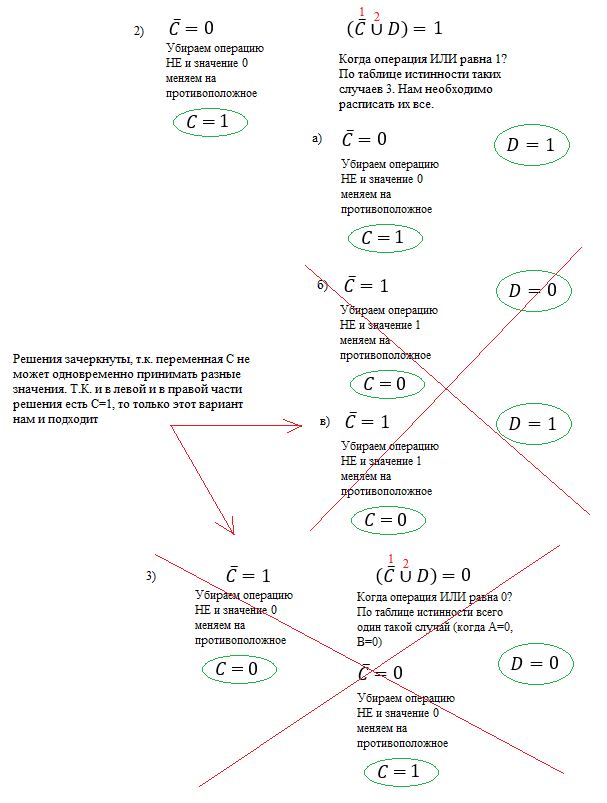 2)
C̄ = 0
Убираем операцию
НЕ и значение 0
меняем на
противоположное
C = 1
1 2
(C̄ ∪ D) = 1
Когда операция ИЛИ равна 1?
По таблице истинности таких
случаев 3. Нам необходимо
расписать их все.
а)
C̄ = 0
D = 1
Убираем операцию
НЕ и значение 0
меняем на
противоположное
C = 1
б)
C̄ = 1
D = 0
Убираем операцию
НЕ и значение 1
меняем на
противоположное
C = 0
Решения зачеркнуты, т.к. переменная С не
может одновременно принимать разные
значения. Т.К. и в левой и в правой части
решения есть С=1, то только этот вариант
нам и подходит
в)
C̄ = 1
D = 1
Убираем операцию
НЕ и значение 1
меняем на
противоположное
C = 0
3)
C̄ = 1
Убираем операцию
НЕ и значение 0
меняем на
противоположное
C = 0
1 2
(C̄ ∪ D) = 0
Когда операция ИЛИ равна 0?
По таблице истинности всего
один такой случай (когда А=0,
В=0)
C̄ = 0
D = 0
Убираем операцию
НЕ и значение 0
меняем на
противоположное
C = 1